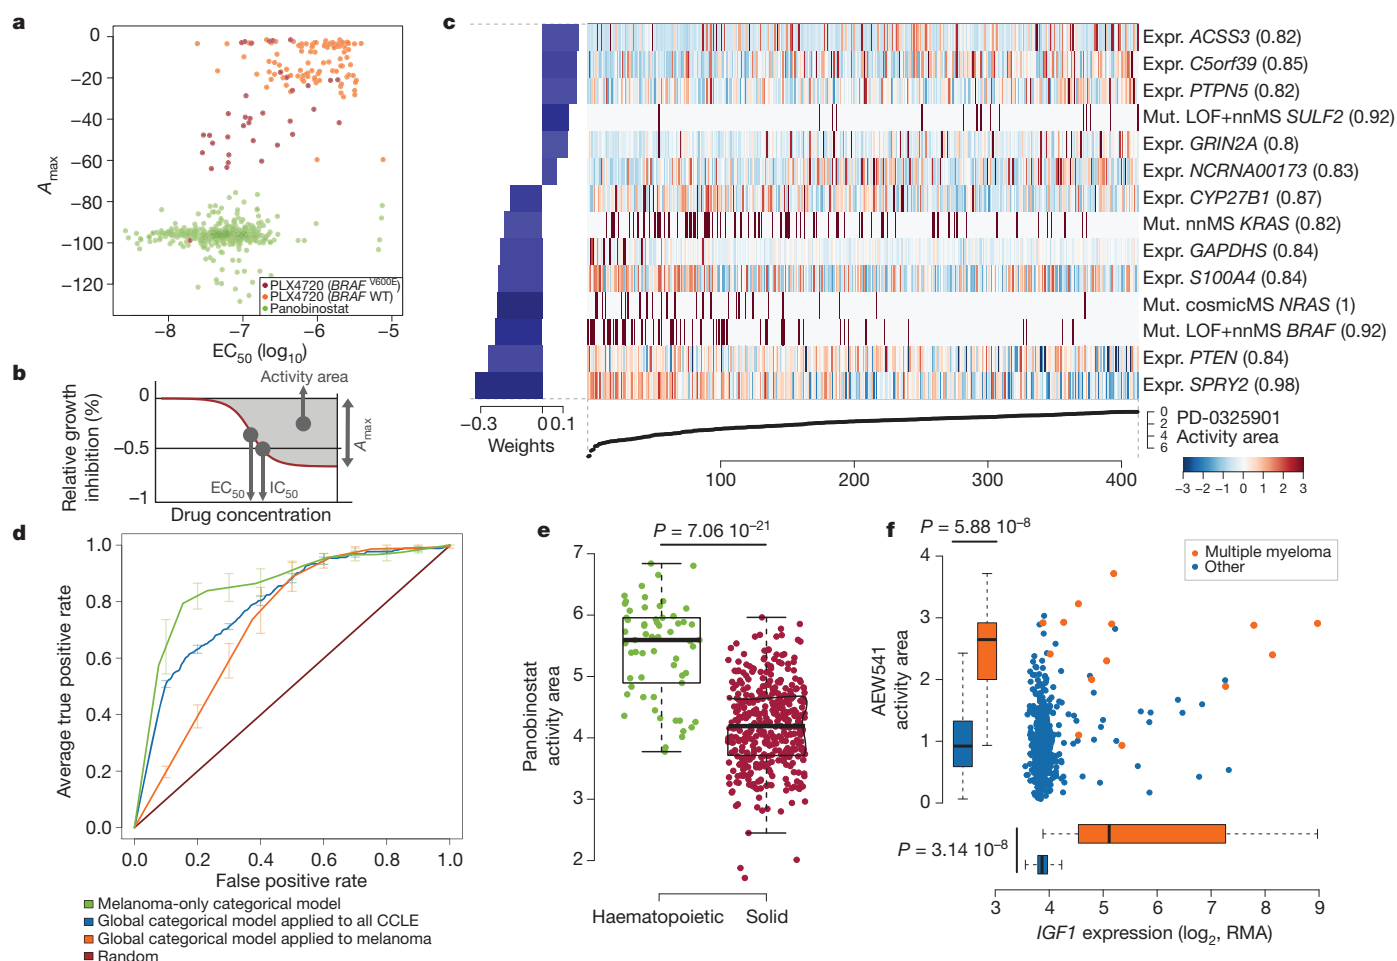 a
0
−20
−40
−60
−80
−100
−120
A_max
PLX4720 (BRAF V600E)
PLX4720 (BRAF WT)
Panobinostat
−8 −7 −6 −5
EC50 (log10)
b
Activity area
0
−0.5
−1
Relative growth
inhibition (%)
A_max
EC50 IC50
Drug concentration
c
Expr. ACSS3 (0.82)
Expr. C5orf39 (0.85)
Expr. PTPN5 (0.82)
Mut. LOF+nnMS SULF2 (0.92)
Expr. GRIN2A (0.8)
Expr. NCRNA00173 (0.83)
Expr. CYP27B1 (0.87)
Mut. nnMS KRAS (0.82)
Expr. GAPDHS (0.84)
Expr. S100A4 (0.84)
Mut. cosmicMS NRAS (1)
Mut. LOF+nnMS BRAF (0.92)
Expr. PTEN (0.84)
Expr. SPRY2 (0.98)
−0.3 0 0.1
Weights
0
2
4
6
PD-0325901
Activity area
100 200 300 400
−3 −2 −1 0 1 2 3
d
1.0
0.8
0.6
0.4
0.2
0.0
Average true positive rate
0.0 0.2 0.4 0.6 0.8 1.0
False positive rate
Melanoma-only categorical model
Global categorical model applied to all CCLE
Global categorical model applied to melanoma
Random
e
P = 7.06 10−21
7
6
5
4
3
2
Panobinostat
activity area
Haematopoietic Solid
f
P = 5.88 10−8
Multiple myeloma
Other
4
3
2
1
0
AEW541
activity area
P = 3.14 10−8
3 4 5 6 7 8 9
IGF1 expression (log2, RMA)